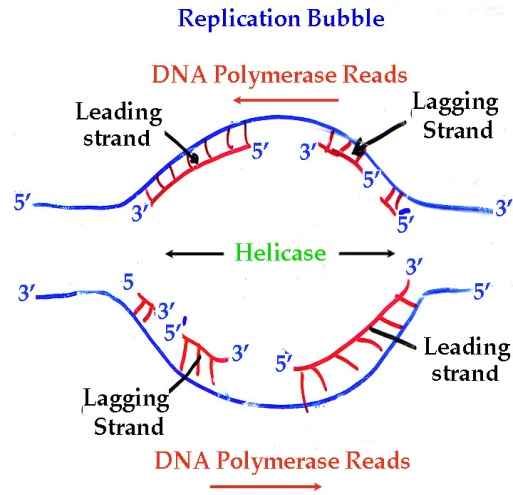 Replication Bubble
DNA Polymerase Reads
Leading
strand
Lagging
Strand
5'
3'
5'
5'
3'
3'
5'
Helicase
3'
3'
5
5'
3'
5'
3'
5'
Leading
strand
Lagging
Strand
DNA Polymerase Reads